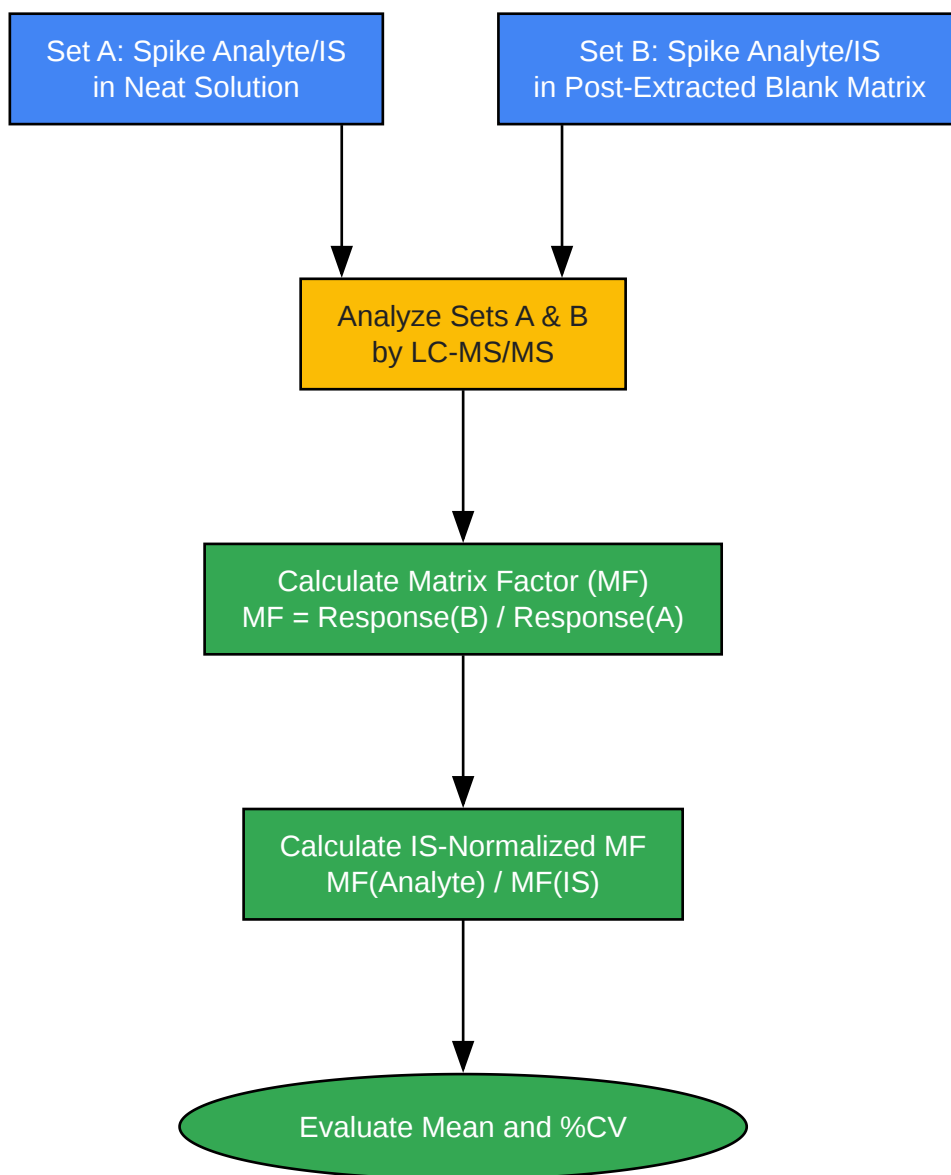 Set A: Spike Analyte/IS
in Neat Solution
Set B: Spike Analyte/IS
in Post-Extracted Blank Matrix
Analyze Sets A & B
by LC-MS/MS
Calculate Matrix Factor (MF)
MF = Response(B) / Response(A)
Calculate IS-Normalized MF
MF(Analyte) / MF(IS)
Evaluate Mean and %CV